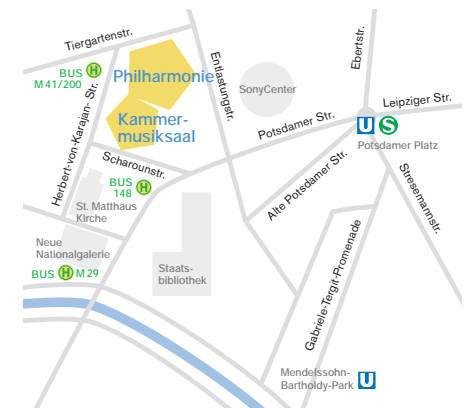 Tiergartenstr.
BUS H
M 41/200
Philharmonie
Kammer-
musiksaal
Entlastungstr.
SonyCenter
Ebertstr.
Leipziger Str.
U S
Potsdamer Platz
Potsdamer Str.
Herbert-von-Karajan- Str.
Scharounstr.
BUS H
148
St. Matthaus
Kirche
Alte Potsdamer Str.
Stresemannstr.
Neue
Nationalgalerie
BUS H M 29
Staats-
bibliothek
Gabriele-Tergit-Promenade
Mendelssohn-
Bartholdy-Park U